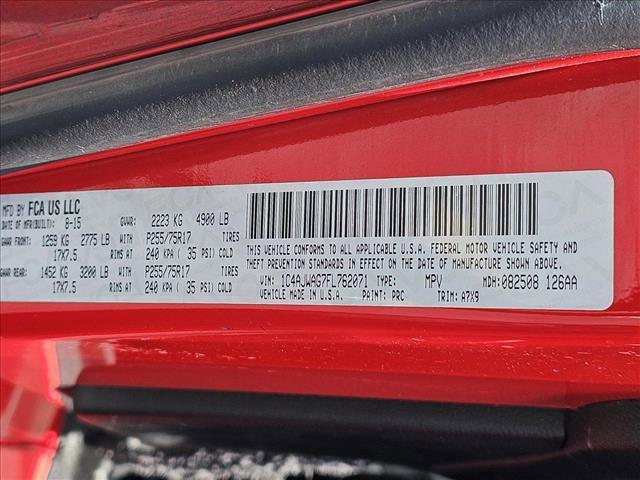 MFD BY FCA US LLC
DATE OF MFR(BUILT): 8-15 GVWR: 2223 KG 4900 LB
GAWR FRONT: 1259 KG 2775 LB WITH P255/75R17 TIRES
17X7.5 RIMS AT 240 KPA ( 35 PSI) COLD
GAWR REAR: 1452 KG 3200 LB WITH P255/75R17 TIRES
17X7.5 RIMS AT 240 KPA ( 35 PSI) COLD
THIS VEHICLE CONFORMS TO ALL APPLICABLE U.S.A. FEDERAL MOTOR VEHICLE SAFETY AND
THEFT PREVENTION STANDARDS IN EFFECT ON THE DATE OF MANUFACTURE SHOWN ABOVE.
VIN: 1C4AJWAG7FL762071 TYPE: MPV MDH: 082508 126AA
VEHICLE MADE IN U.S.A. PAINT: PRC TRIM: A7X9